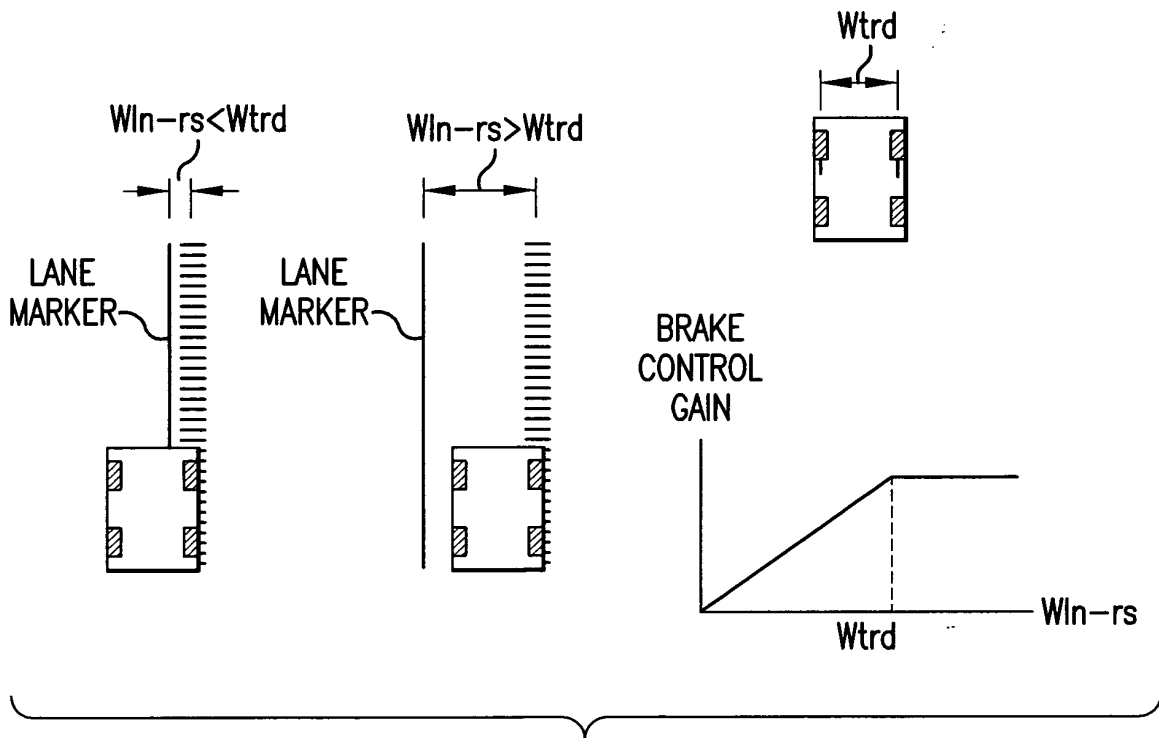 Wtrd
Wln-rs<Wtrd
Wln-rs>Wtrd
LANE
MARKER
LANE
MARKER
BRAKE
CONTROL
GAIN
Wtrd
Wln-rs